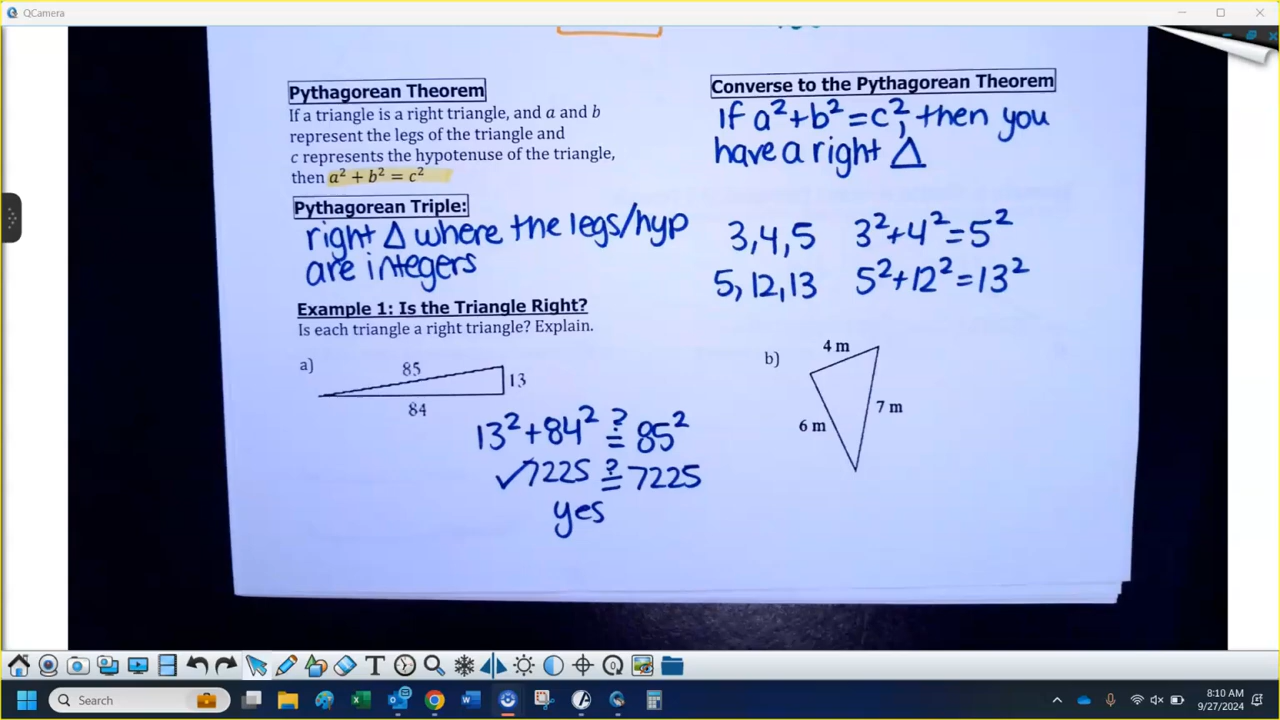 QCamera
Pythagorean Theorem
If a triangle is a right triangle, and a and b
represent the legs of the triangle and
c represents the hypotenuse of the triangle,
then a² + b² = c²
Pythagorean Triple:
right Δ where the legs/hyp
are integers
Converse to the Pythagorean Theorem
If a²+b²=c², then you
have a right Δ
3,4,5 3²+4²=5²
5,12,13 5²+12²=13²
Example 1: Is the Triangle Right?
Is each triangle a right triangle? Explain.
a)
85
13
84
13²+84² ≟ 85²
✓7225 ≟ 7225
yes
b)
4 m
7 m
6 m
Search
8:10 AM
9/27/2024